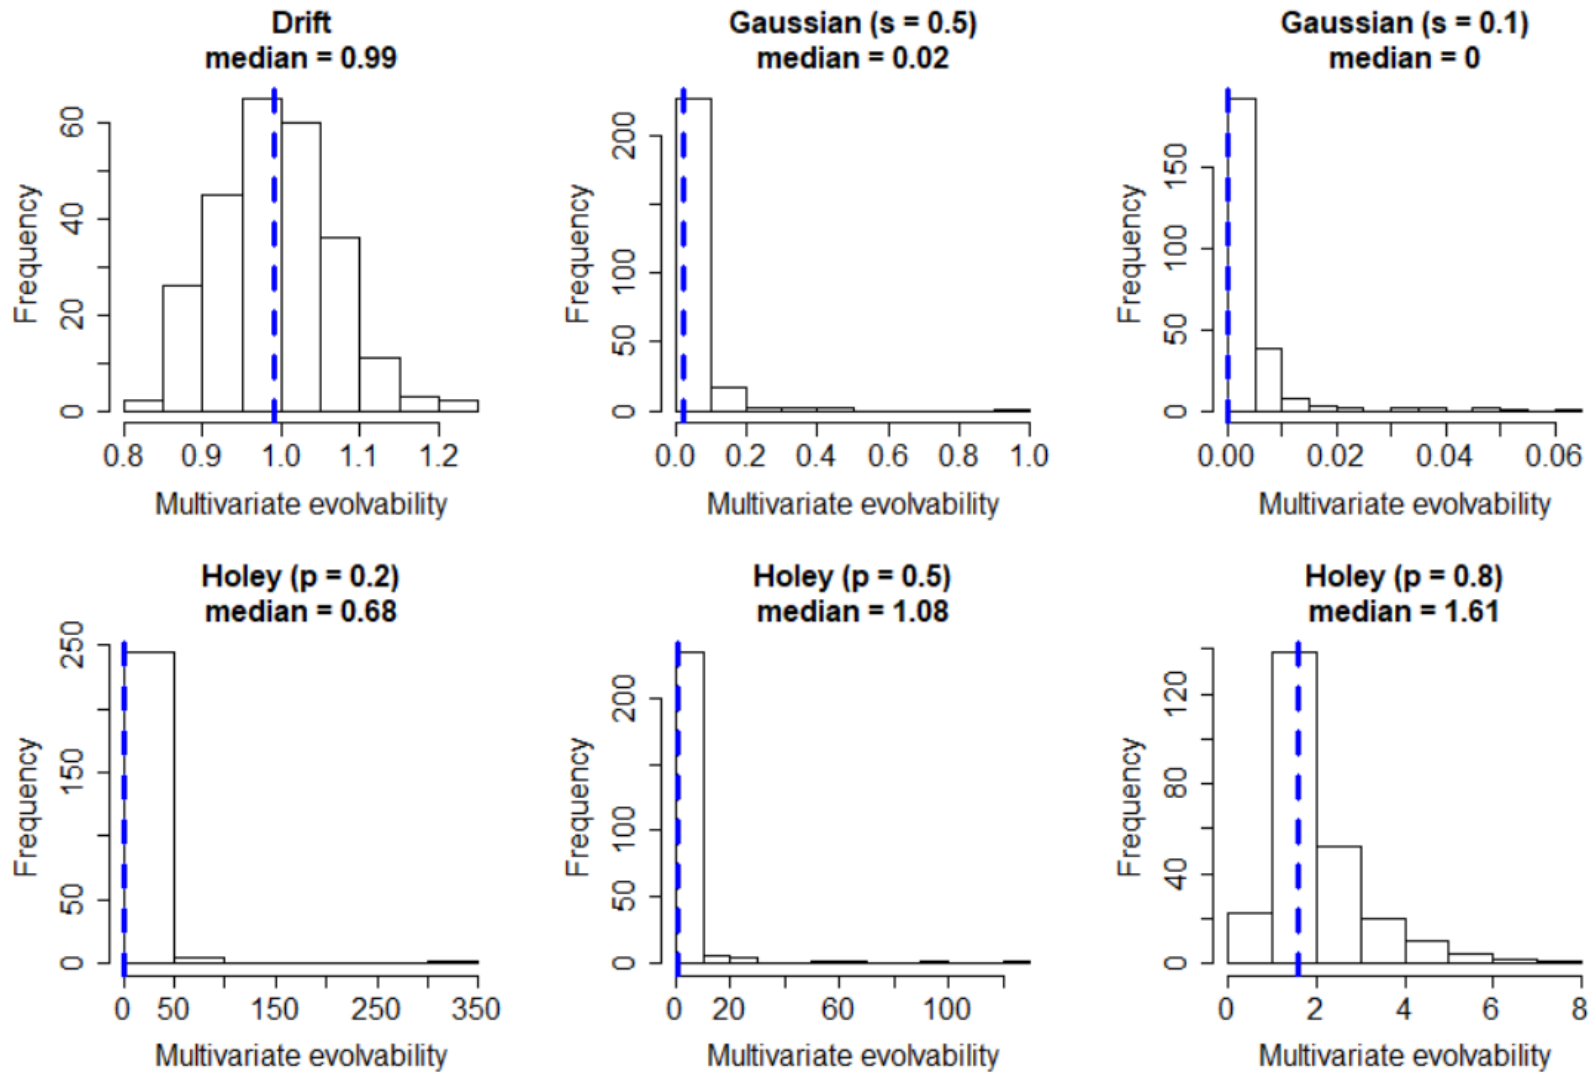 Drift
median = 0.99
Frequency
0 20 40 60
0.8 0.9 1.0 1.1 1.2
Multivariate evolvability
Gaussian (s = 0.5)
median = 0.02
Frequency
0 50 100 200
0.0 0.2 0.4 0.6 0.8 1.0
Multivariate evolvability
Gaussian (s = 0.1)
median = 0
Frequency
0 50 100 150
0.00 0.02 0.04 0.06
Multivariate evolvability
Holey (p = 0.2)
median = 0.68
Frequency
0 50 150 250
0 50 150 250 350
Multivariate evolvability
Holey (p = 0.5)
median = 1.08
Frequency
0 50 100 200
0 20 60 100
Multivariate evolvability
Holey (p = 0.8)
median = 1.61
Frequency
0 40 80 120
0 2 4 6 8
Multivariate evolvability